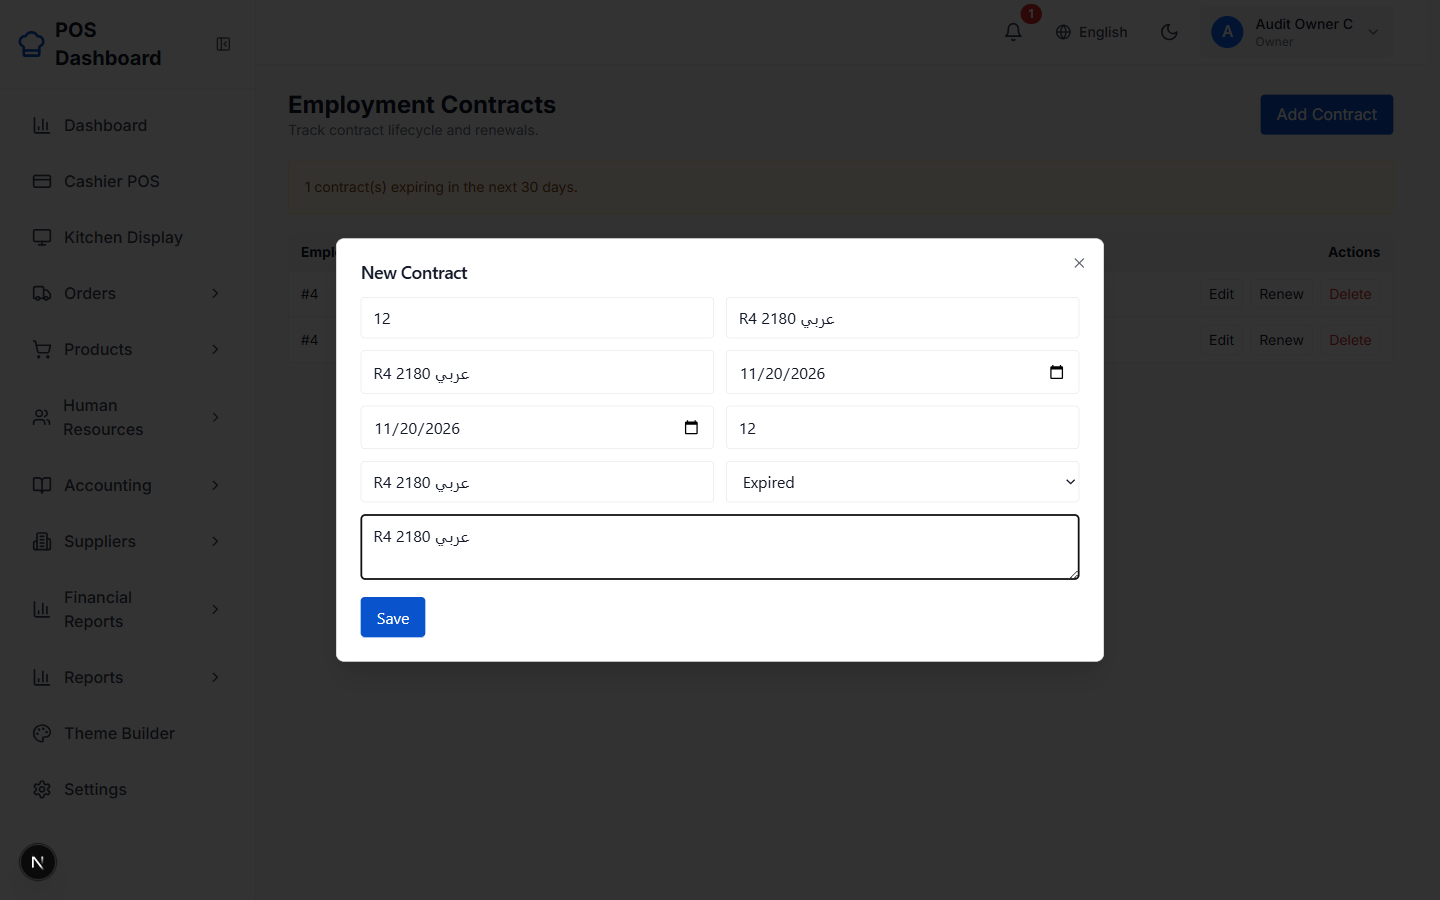 POS
Dashboard
1
English
A
Audit Owner C
Owner
Dashboard
Cashier POS
Kitchen Display
Orders
Products
Human
Resources
Accounting
Suppliers
Financial
Reports
Reports
Theme Builder
Settings
N
Employment Contracts
Track contract lifecycle and renewals.
Add Contract
1 contract(s) expiring in the next 30 days.
Actions
#4
Edit Renew Delete
#4
Edit Renew Delete
New Contract
12
R4 2180 عربي
R4 2180 عربي
11/20/2026
11/20/2026
12
R4 2180 عربي
Expired
R4 2180 عربي
Save